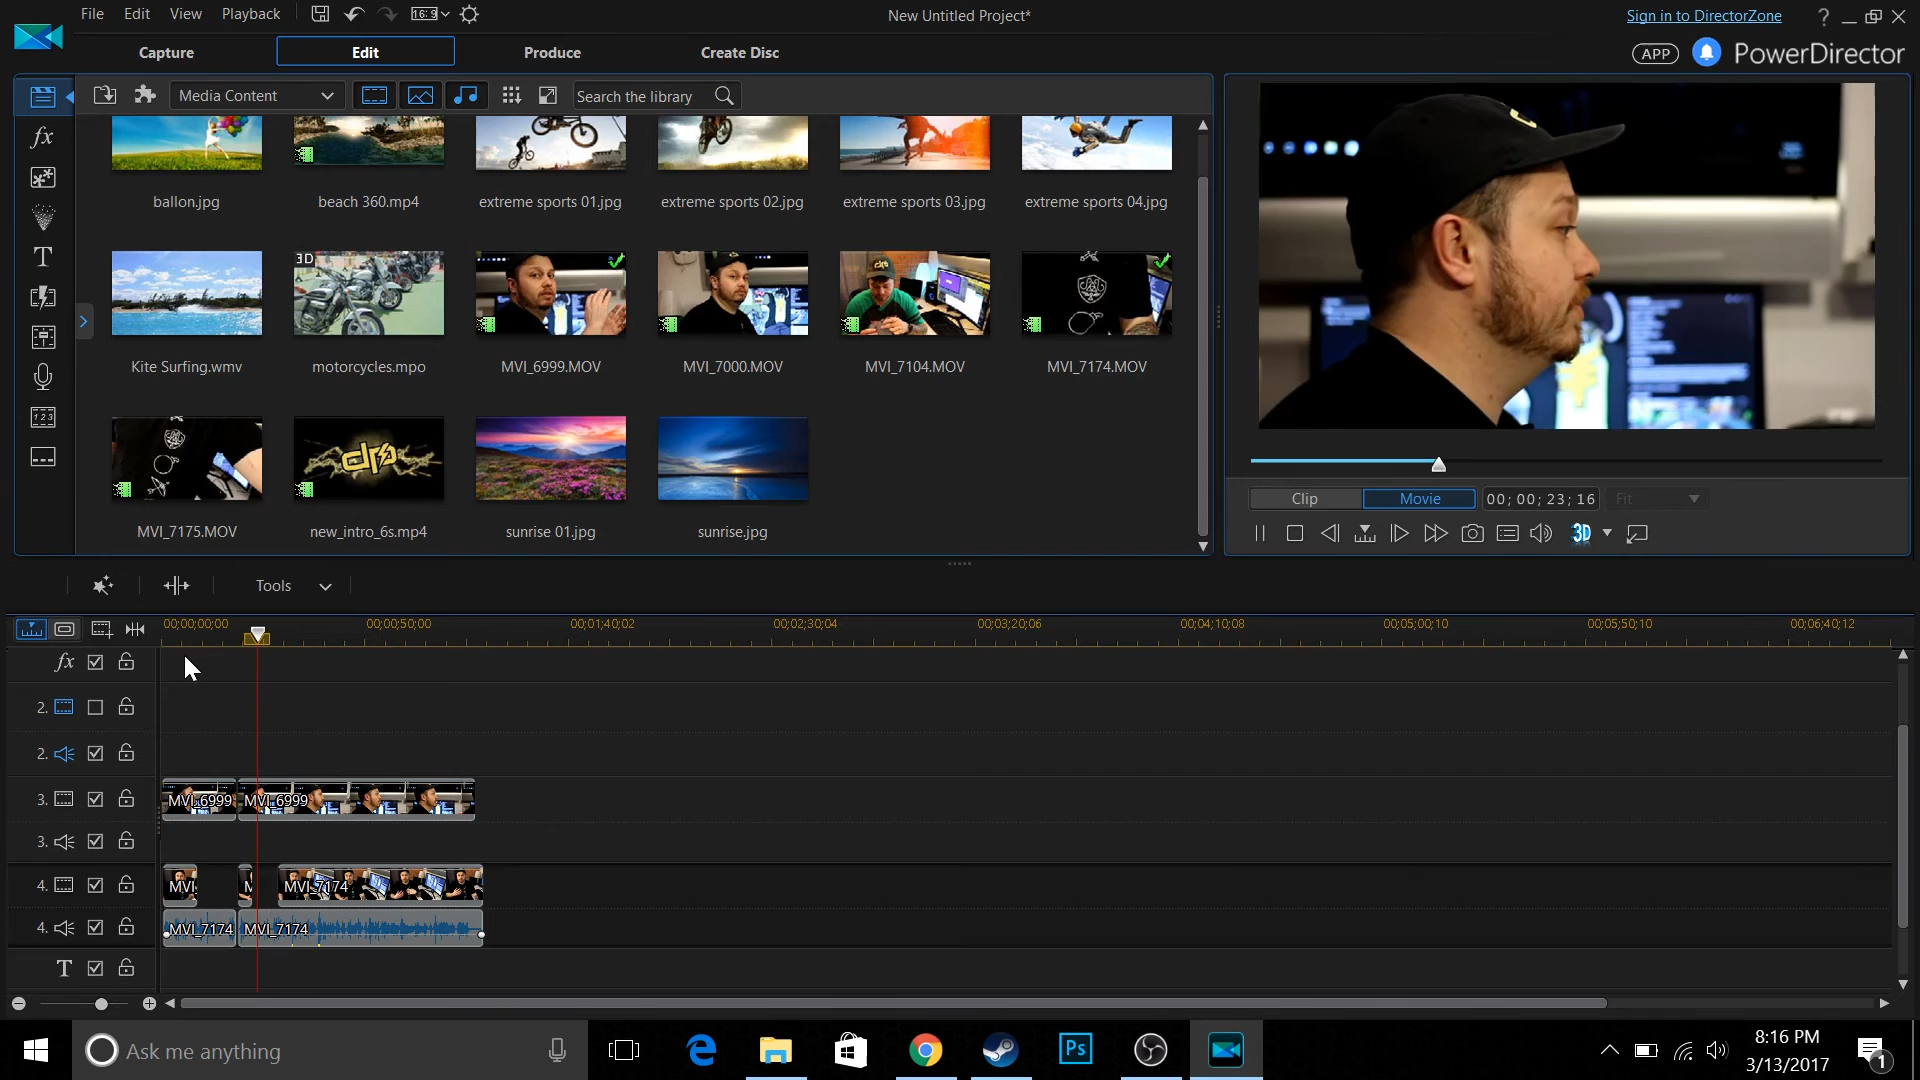 File Edit View Playback 16:9 New Untitled Project* Sign in to DirectorZone ?
Capture Edit Produce Create Disc APP PowerDirector
Media Content Search the library
fx
ballon.jpg beach 360.mp4 extreme sports 01.jpg extreme sports 02.jpg extreme sports 03.jpg extreme sports 04.jpg
T
3D
Kite Surfing.wmv motorcycles.mpo MVI_6999.MOV MVI_7000.MOV MVI_7104.MOV MVI_7174.MOV
1 2 3
MVI_7175.MOV new_intro_6s.mp4 sunrise 01.jpg sunrise.jpg
Clip Movie 00; 00; 23; 16 Fit
3D
Tools
00;00;00;00 00;00;50;00 00;01;40;02 00;02;30;04 00;03;20;06 00;04;10;08 00;05;00;10 00;05;50;10 00;06;40;12
fx
2.
2.
3. MVI_6999 MVI_6999
3.
4. MVI M MVI_7174
4. MVI_7174 MVI_7174
T
Ask me anything Ps 8:16 PM
3/13/2017 1